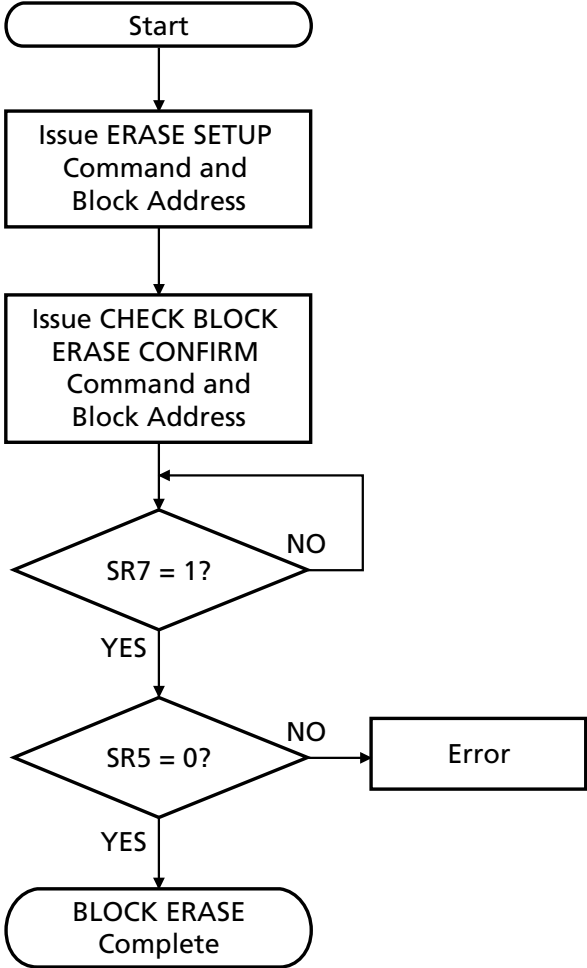 Start
Issue ERASE SETUP
Command and
Block Address
Issue CHECK BLOCK
ERASE CONFIRM
Command and
Block Address
NO
SR7 = 1?
YES
NO
SR5 = 0?
Error
YES
BLOCK ERASE
Complete